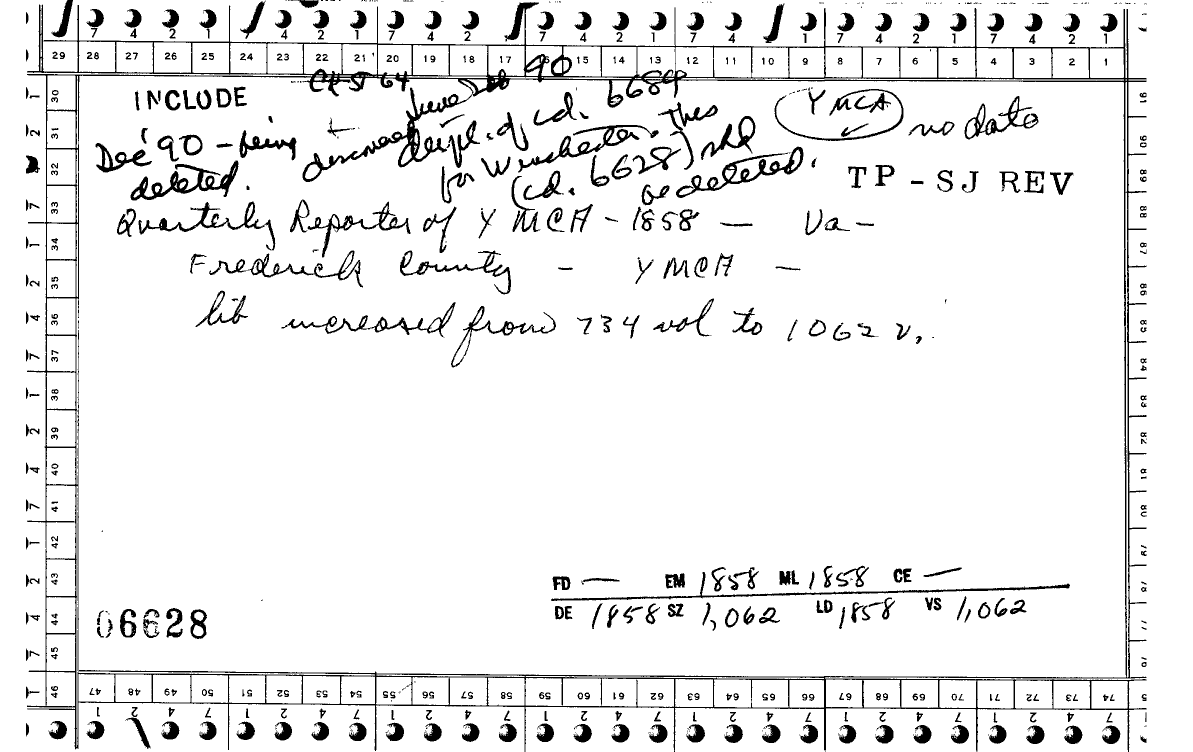 7 4 2 1 7 4 2 1 7 4 2 1 7 4 2 1 7 4 2 1 7 4 2 1 7 4 2 1
29 28 27 26 25 24 23 22 21 20 19 18 17 16 15 14 13 12 11 10 9 8 7 6 5 4 3 2 1
INCLUDE
June 90
Dec '90 - being deleted.
discovered dupl. of cd. 6689
for Winchester. This
(cd. 6628) shd
be deleted.
YMCA ✓ no date
TP - SJ REV
Quarterly Reporter of YMCA - 1858 — Va -
Frederick County - YMCA -
lib increased from 734 vol to 1062 v.
FD — EM 1858 ML 1858 CE —
DE 1858 SZ 1,062 LD 1858 VS 1,062
06628
30 31 32 33 34 35 36 37 38 39 40 41 42 43 44 45 46
91 90 89 88 87 86 85 84 83 82 81 80 79 78 77 76
47 48 49 50 51 52 53 54 55 56 57 58 59 60 61 62 63 64 65 66 67 68 69 70 71 72 73 74
1 2 4 7 1 2 4 7 1 2 4 7 1 2 4 7 1 2 4 7 1 2 4 7 1 2 4 7